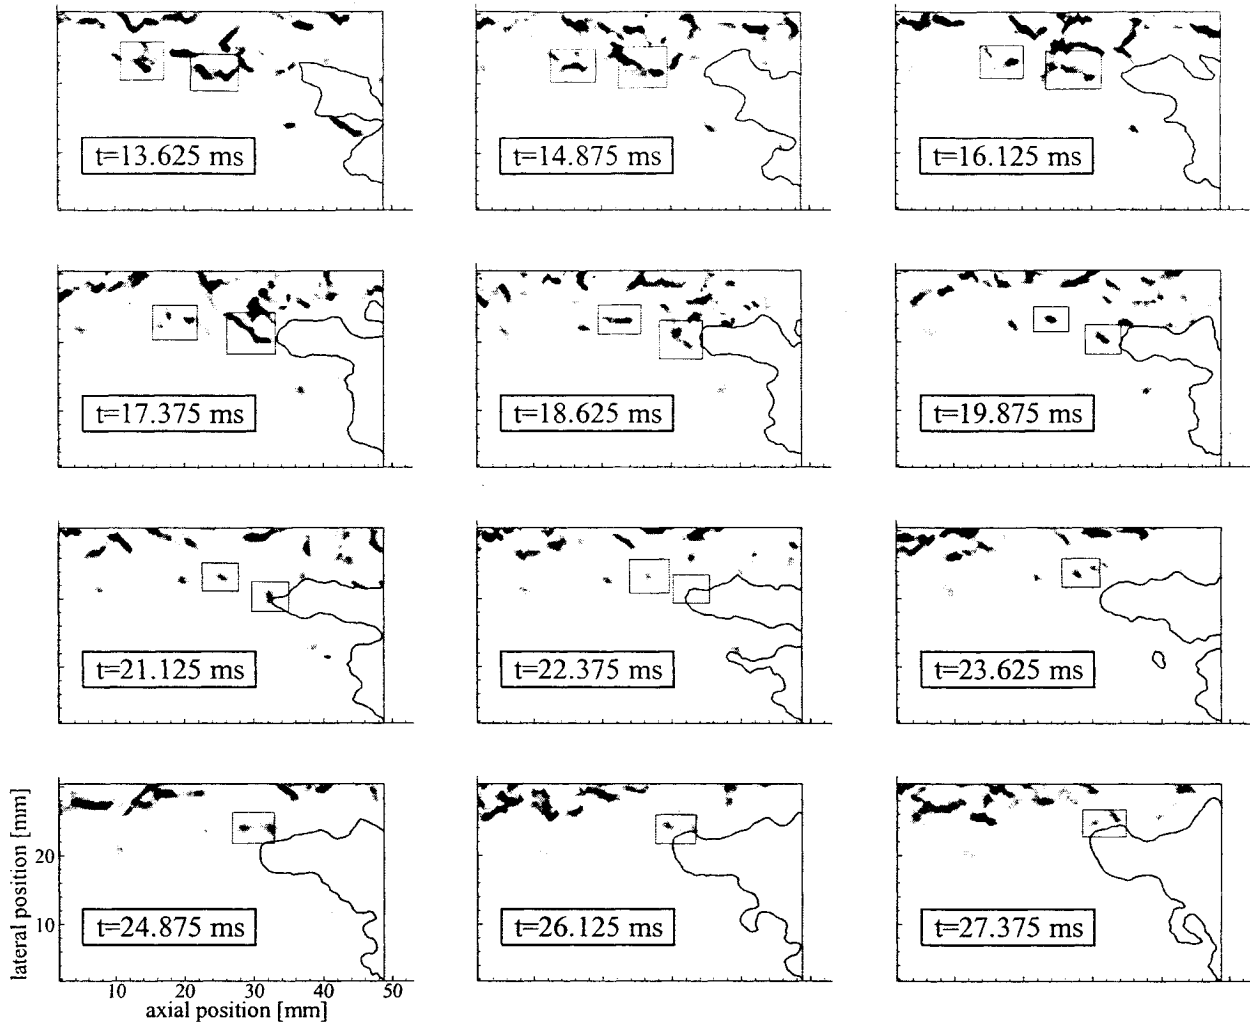 t=13.625 ms
t=14.875 ms
t=16.125 ms
t=17.375 ms
t=18.625 ms
t=19.875 ms
t=21.125 ms
t=22.375 ms
t=23.625 ms
lateral position [mm]
20
10
t=24.875 ms
t=26.125 ms
t=27.375 ms
10 20 30 40 50
axial position [mm]